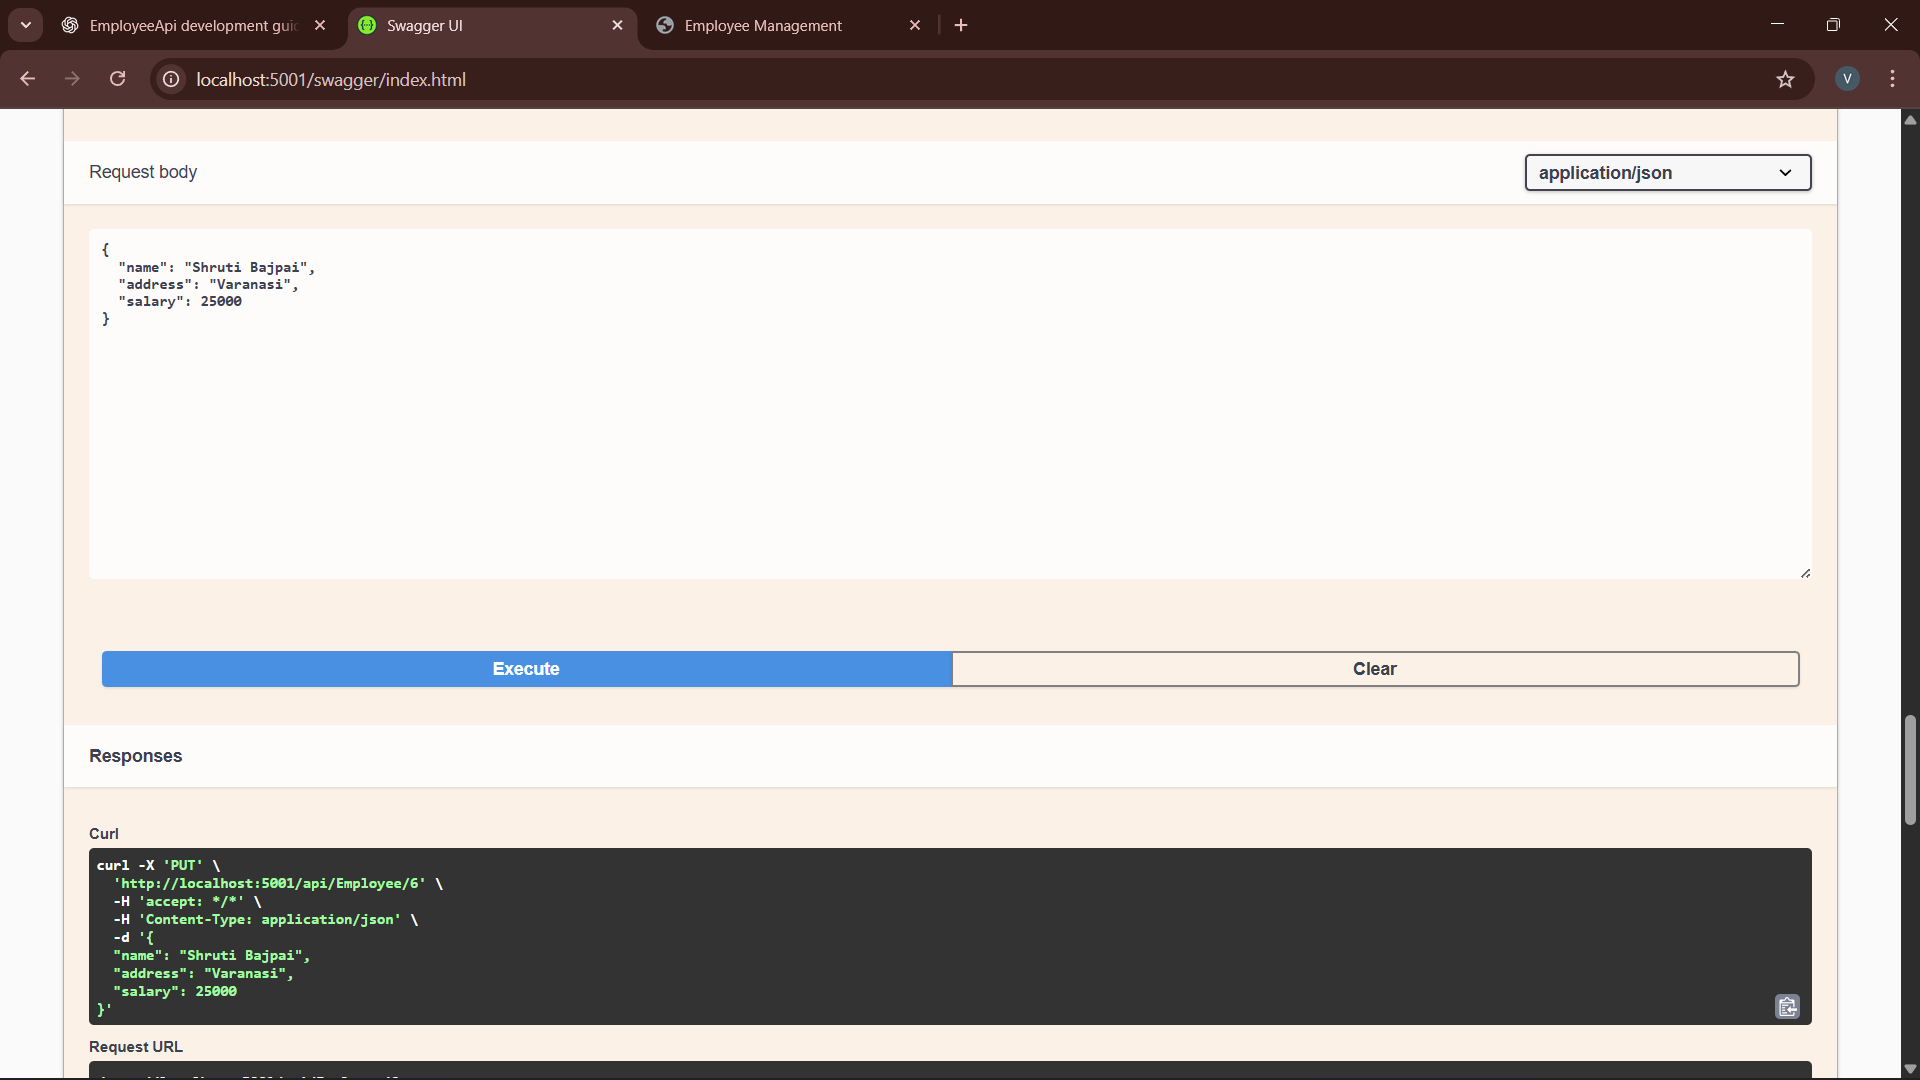 EmployeeApi development guid
Swagger UI
Employee Management
localhost:5001/swagger/index.html
V
Request body
application/json
{
"name": "Shruti Bajpai",
"address": "Varanasi",
"salary": 25000
}
Execute
Clear
Responses
Curl
curl -X 'PUT' \
'http://localhost:5001/api/Employee/6' \
-H 'accept: */*' \
-H 'Content-Type: application/json' \
-d '{
"name": "Shruti Bajpai",
"address": "Varanasi",
"salary": 25000
}'
Request URL